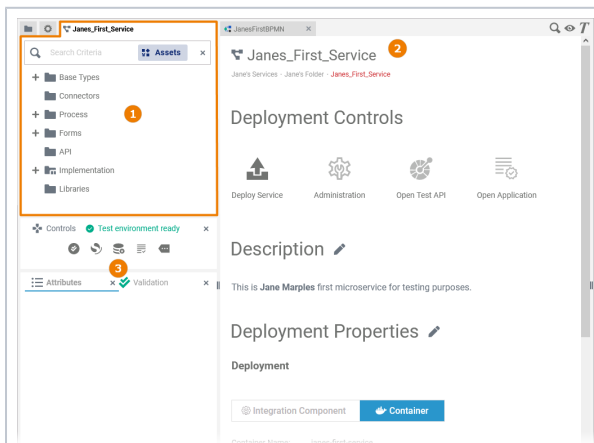 Janes_First_Service
JanesFirstBPMN ×
T
Search Criteria
Assets ×
+ Base Types
Connectors
+ Process
+ Forms
API
+ Implementation
Libraries
1
Controls Test environment ready ×
3
Attributes × Validation ×
Janes_First_Service
2
Jane's Services - Jane's Folder - Janes_First_Service
Deployment Controls
Deploy Service Administration Open Test API Open Application
Description
This is Jane Marples first microservice for testing purposes.
Deployment Properties
Deployment
Integration Component Container